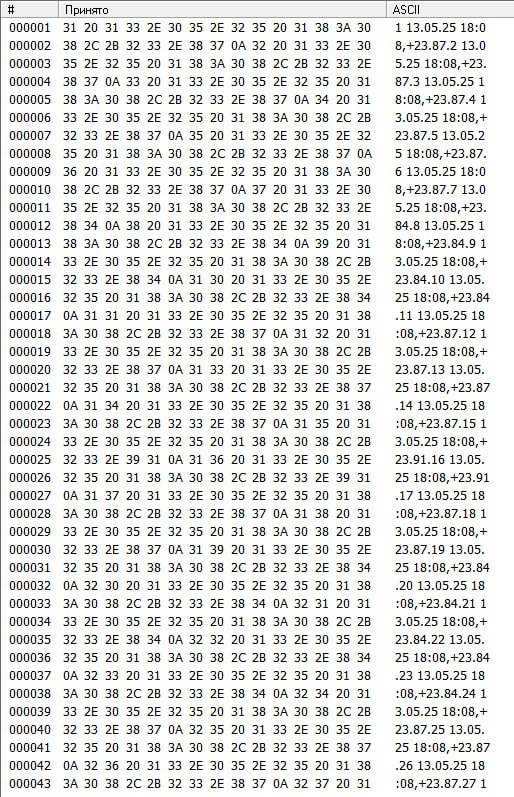 # Принято ASCII
000001 31 20 31 33 2E 30 35 2E 32 35 20 31 38 3A 30 1 13.05.25 18:0
000002 38 2C 2B 32 33 2E 38 37 0A 32 20 31 33 2E 30 8,+23.87.2 13.0
000003 35 2E 32 35 20 31 38 3A 30 38 2C 2B 32 33 2E 5.25 18:08,+23.
000004 38 37 0A 33 20 31 33 2E 30 35 2E 32 35 20 31 87.3 13.05.25 1
000005 38 3A 30 38 2C 2B 32 33 2E 38 37 0A 34 20 31 8:08,+23.87.4 1
000006 33 2E 30 35 2E 32 35 20 31 38 3A 30 38 2C 2B 3.05.25 18:08,+
000007 32 33 2E 38 37 0A 35 20 31 33 2E 30 35 2E 32 23.87.5 13.05.2
000008 35 20 31 38 3A 30 38 2C 2B 32 33 2E 38 37 0A 5 18:08,+23.87.
000009 36 20 31 33 2E 30 35 2E 32 35 20 31 38 3A 30 6 13.05.25 18:0
000010 38 2C 2B 32 33 2E 38 37 0A 37 20 31 33 2E 30 8,+23.87.7 13.0
000011 35 2E 32 35 20 31 38 3A 30 38 2C 2B 32 33 2E 5.25 18:08,+23.
000012 38 34 0A 38 20 31 33 2E 30 35 2E 32 35 20 31 84.8 13.05.25 1
000013 38 3A 30 38 2C 2B 32 33 2E 38 34 0A 39 20 31 8:08,+23.84.9 1
000014 33 2E 30 35 2E 32 35 20 31 38 3A 30 38 2C 2B 3.05.25 18:08,+
000015 32 33 2E 38 34 0A 31 30 20 31 33 2E 30 35 2E 23.84.10 13.05.
000016 32 35 20 31 38 3A 30 38 2C 2B 32 33 2E 38 34 25 18:08,+23.84
000017 0A 31 31 20 31 33 2E 30 35 2E 32 35 20 31 38 .11 13.05.25 18
000018 3A 30 38 2C 2B 32 33 2E 38 37 0A 31 32 20 31 :08,+23.87.12 1
000019 33 2E 30 35 2E 32 35 20 31 38 3A 30 38 2C 2B 3.05.25 18:08,+
000020 32 33 2E 38 37 0A 31 33 20 31 33 2E 30 35 2E 23.87.13 13.05.
000021 32 35 20 31 38 3A 30 38 2C 2B 32 33 2E 38 37 25 18:08,+23.87
000022 0A 31 34 20 31 33 2E 30 35 2E 32 35 20 31 38 .14 13.05.25 18
000023 3A 30 38 2C 2B 32 33 2E 38 37 0A 31 35 20 31 :08,+23.87.15 1
000024 33 2E 30 35 2E 32 35 20 31 38 3A 30 38 2C 2B 3.05.25 18:08,+
000025 32 33 2E 39 31 0A 31 36 20 31 33 2E 30 35 2E 23.91.16 13.05.
000026 32 35 20 31 38 3A 30 38 2C 2B 32 33 2E 39 31 25 18:08,+23.91
000027 0A 31 37 20 31 33 2E 30 35 2E 32 35 20 31 38 .17 13.05.25 18
000028 3A 30 38 2C 2B 32 33 2E 38 37 0A 31 38 20 31 :08,+23.87.18 1
000029 33 2E 30 35 2E 32 35 20 31 38 3A 30 38 2C 2B 3.05.25 18:08,+
000030 32 33 2E 38 37 0A 31 39 20 31 33 2E 30 35 2E 23.87.19 13.05.
000031 32 35 20 31 38 3A 30 38 2C 2B 32 33 2E 38 34 25 18:08,+23.84
000032 0A 32 30 20 31 33 2E 30 35 2E 32 35 20 31 38 .20 13.05.25 18
000033 3A 30 38 2C 2B 32 33 2E 38 34 0A 32 31 20 31 :08,+23.84.21 1
000034 33 2E 30 35 2E 32 35 20 31 38 3A 30 38 2C 2B 3.05.25 18:08,+
000035 32 33 2E 38 34 0A 32 32 20 31 33 2E 30 35 2E 23.84.22 13.05.
000036 32 35 20 31 38 3A 30 38 2C 2B 32 33 2E 38 34 25 18:08,+23.84
000037 0A 32 33 20 31 33 2E 30 35 2E 32 35 20 31 38 .23 13.05.25 18
000038 3A 30 38 2C 2B 32 33 2E 38 34 0A 32 34 20 31 :08,+23.84.24 1
000039 33 2E 30 35 2E 32 35 20 31 38 3A 30 38 2C 2B 3.05.25 18:08,+
000040 32 33 2E 38 37 0A 32 35 20 31 33 2E 30 35 2E 23.87.25 13.05.
000041 32 35 20 31 38 3A 30 38 2C 2B 32 33 2E 38 37 25 18:08,+23.87
000042 0A 32 36 20 31 33 2E 30 35 2E 32 35 20 31 38 .26 13.05.25 18
000043 3A 30 38 2C 2B 32 33 2E 38 37 0A 32 37 20 31 :08,+23.87.27 1